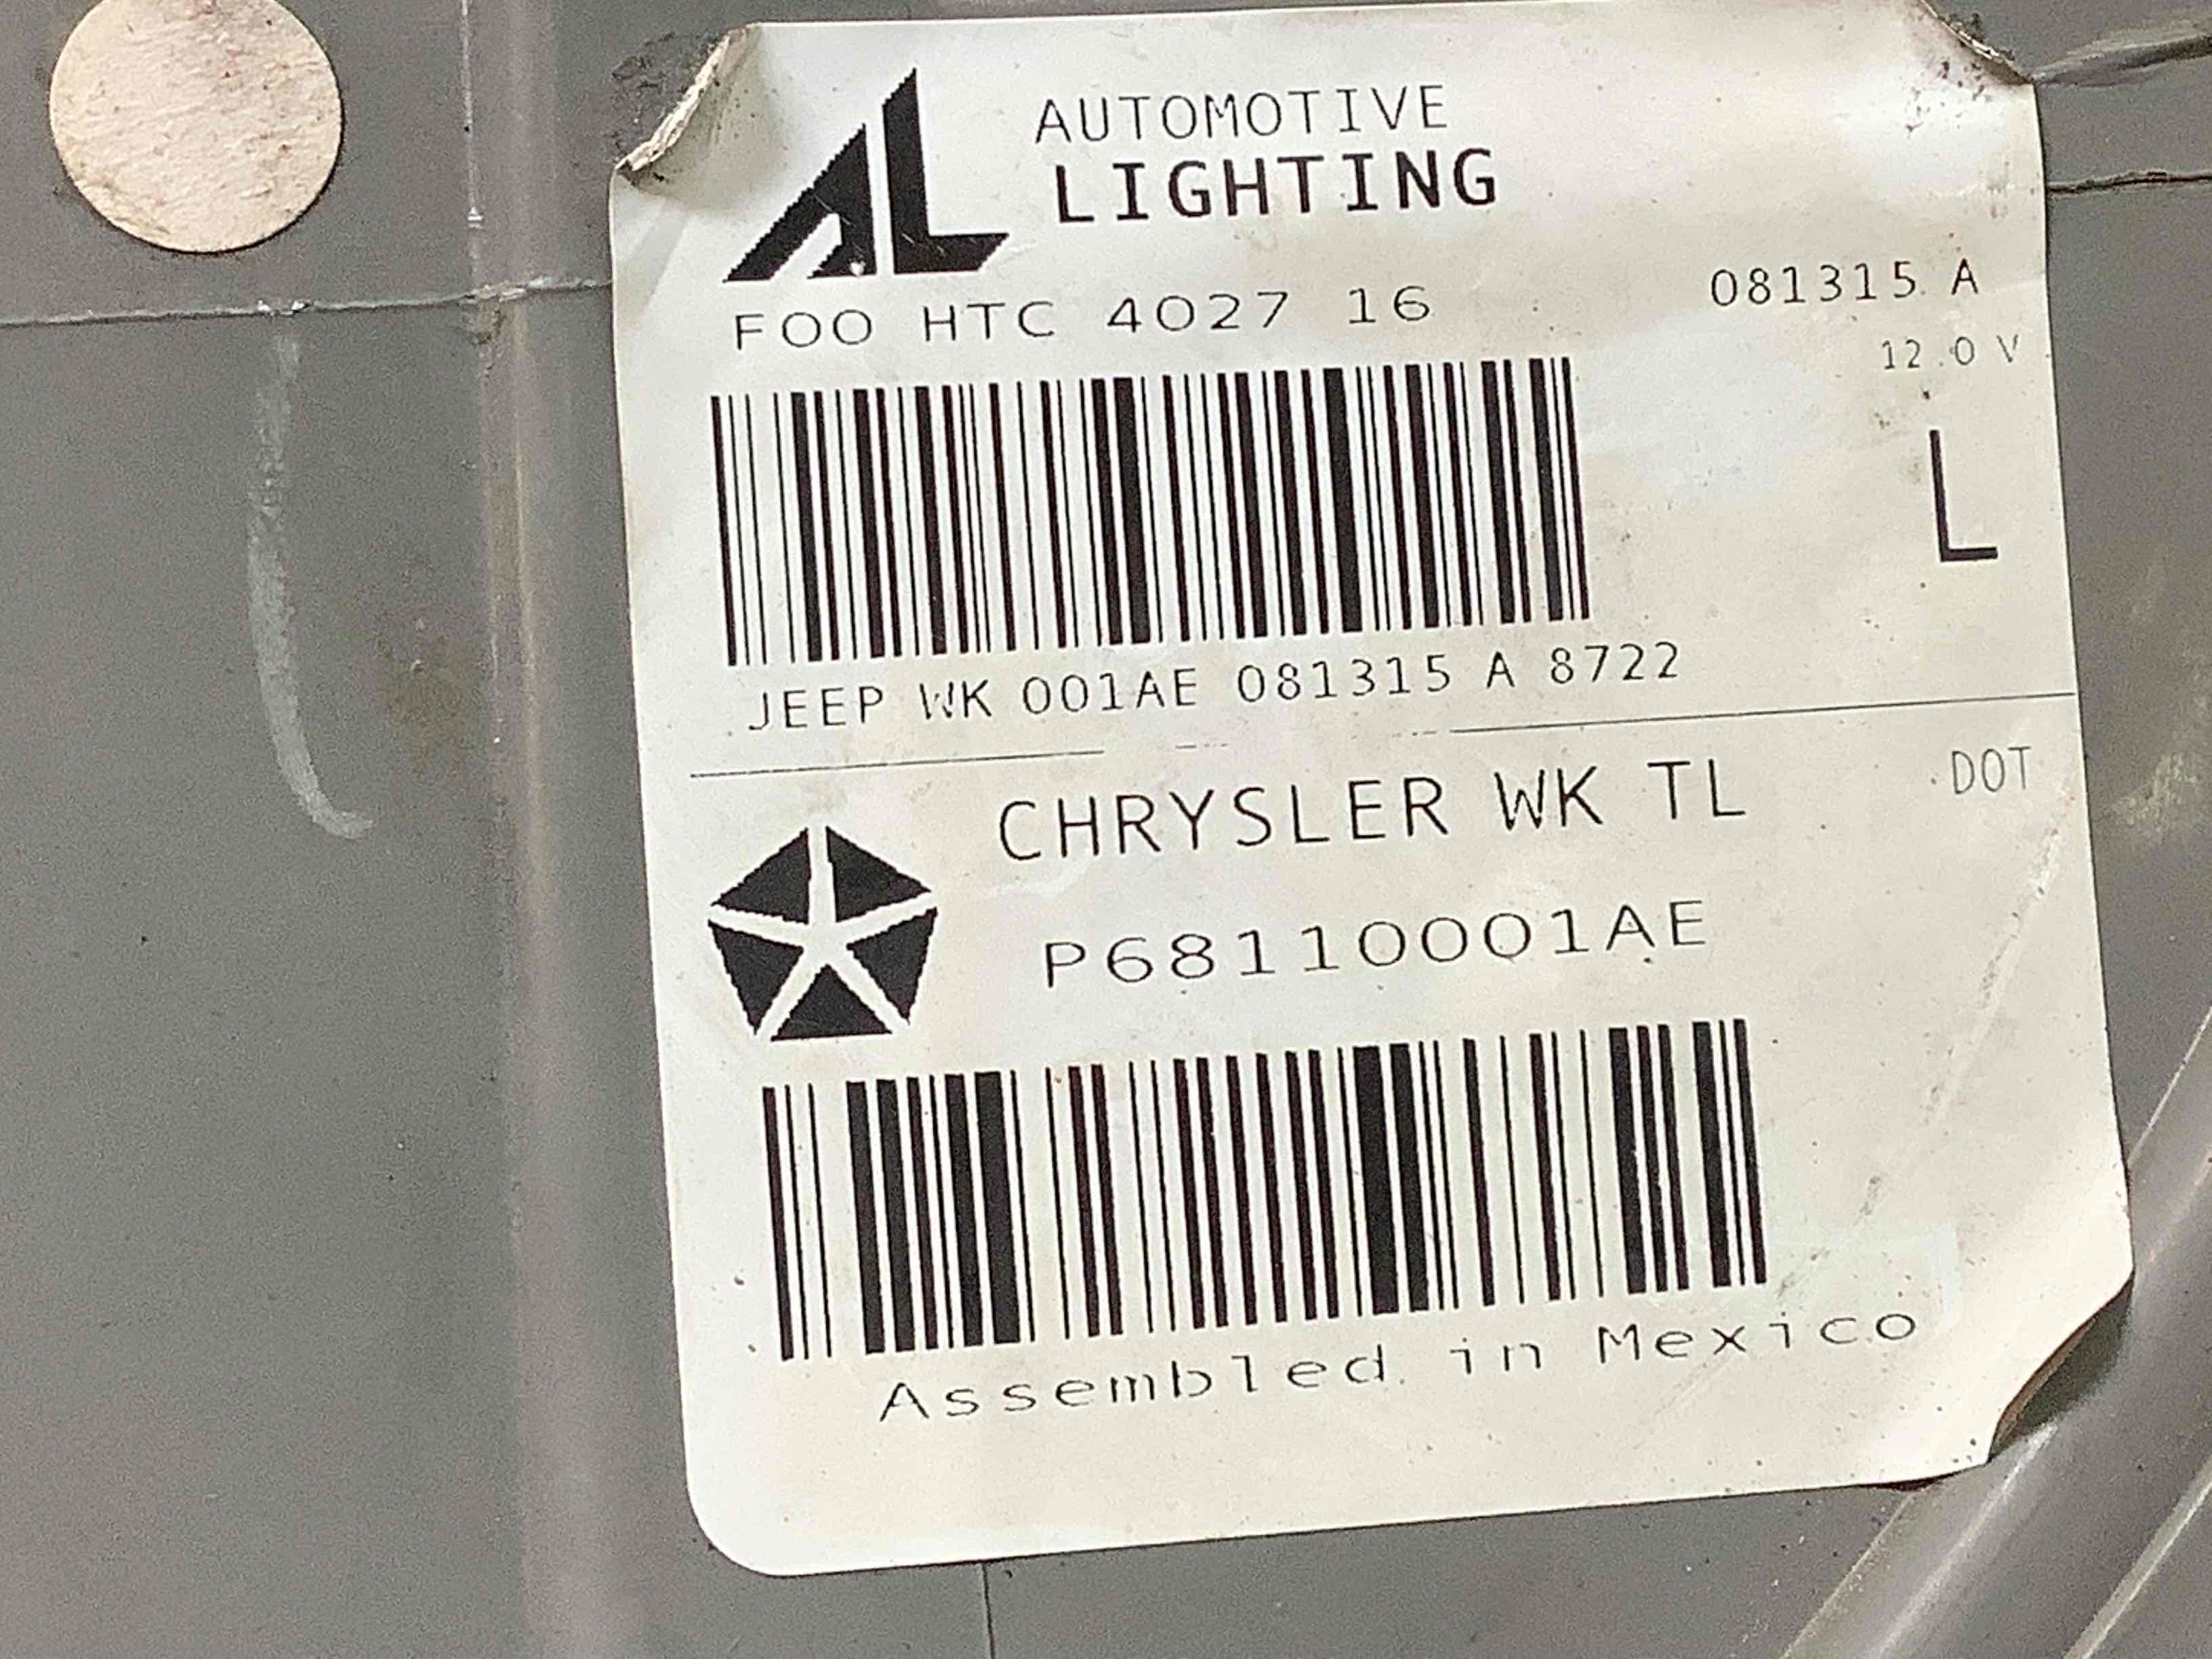 AL AUTOMOTIVE
LIGHTING
FOO HTC 4027 16
081315 A
12.0 V
L
JEEP WK 001AE 081315 A 8722
CHRYSLER WK TL
DOT
P68110001AE
Assembled in Mexico